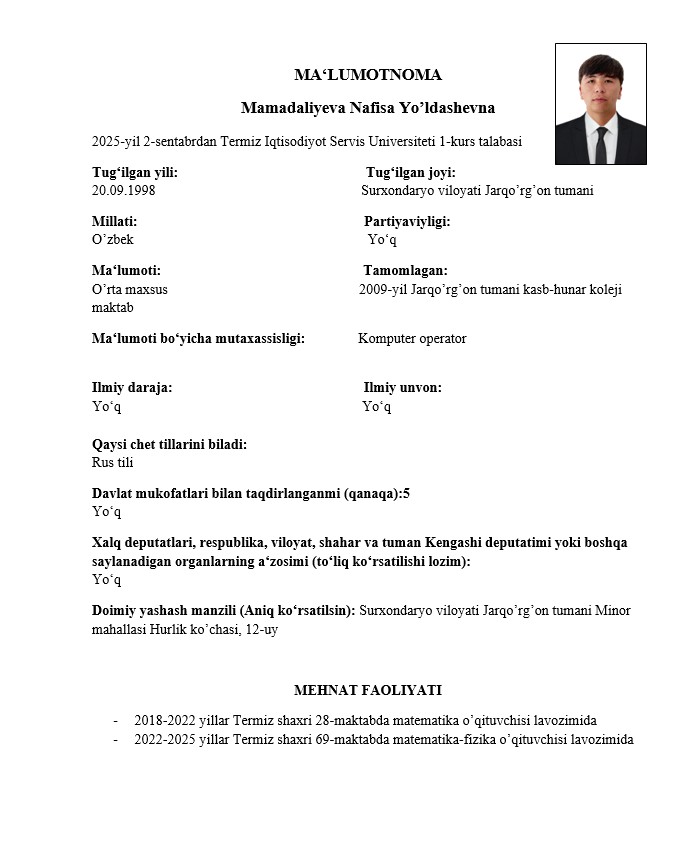 MA‘LUMOTNOMA
Mamadaliyeva Nafisa Yo’ldashevna
2025-yil 2-sentabrdan Termiz Iqtisodiyot Servis Universiteti 1-kurs talabasi
Tug‘ilgan yili: Tug‘ilgan joyi:
20.09.1998 Surxondaryo viloyati Jarqo’rg’on tumani
Millati: Partiyaviyligi:
O’zbek Yo‘q
Ma‘lumoti: Tamomlagan:
O’rta maxsus 2009-yil Jarqo’rg’on tumani kasb-hunar koleji
maktab
Ma‘lumoti bo‘yicha mutaxassisligi: Komputer operator
Ilmiy daraja: Ilmiy unvon:
Yo‘q Yo‘q
Qaysi chet tillarini biladi:
Rus tili
Davlat mukofatlari bilan taqdirlanganmi (qanaqa):5
Yo‘q
Xalq deputatlari, respublika, viloyat, shahar va tuman Kengashi deputatimi yoki boshqa
saylanadigan organlarning a‘zosimi (to‘liq ko‘rsatilishi lozim):
Yo‘q
Doimiy yashash manzili (Aniq ko‘rsatilsin): Surxondaryo viloyati Jarqo’rg’on tumani Minor
mahallasi Hurlik ko’chasi, 12-uy
MEHNAT FAOLIYATI
- 2018-2022 yillar Termiz shaxri 28-maktabda matematika o’qituvchisi lavozimida
- 2022-2025 yillar Termiz shaxri 69-maktabda matematika-fizika o’qituvchisi lavozimida